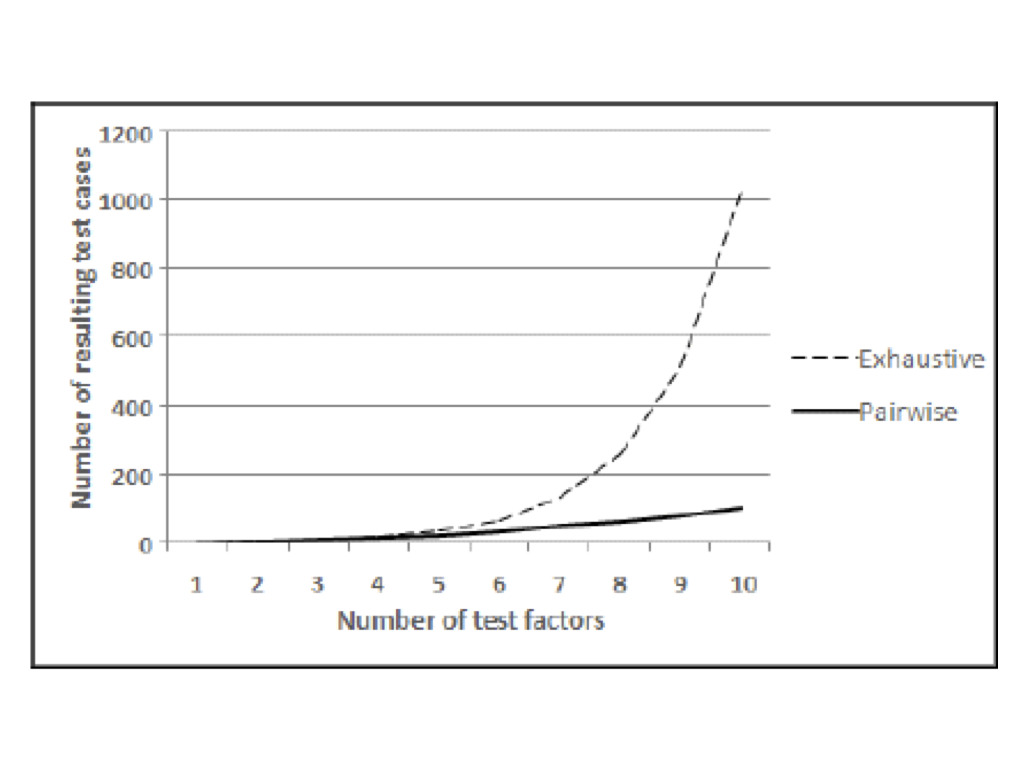 Number of resulting test cases
1200
1000
800
600
400
200
0
1 2 3 4 5 6 7 8 9 10
Number of test factors
Exhaustive
Pairwise